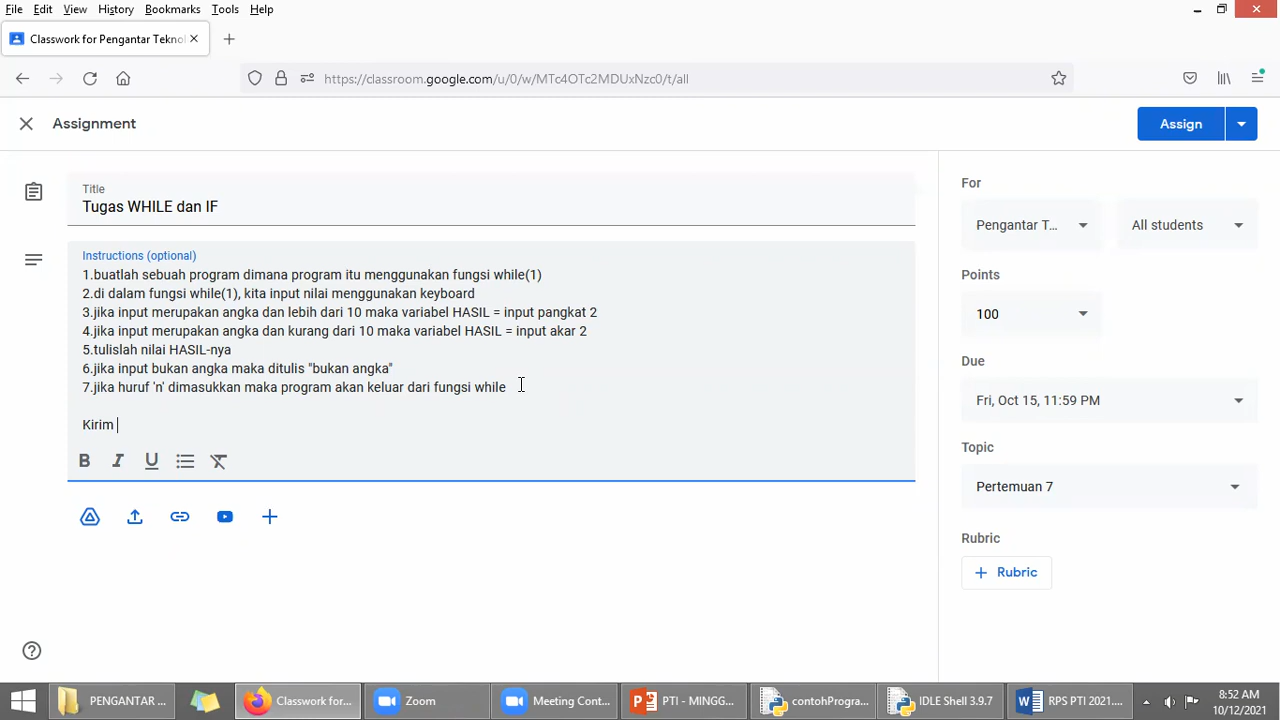 File Edit View History Bookmarks Tools Help
Classwork for Pengantar Teknol
https://classroom.google.com/u/0/w/MTc4OTc2MDUxNzc0/t/all
Assignment
Assign
Title
Tugas WHILE dan IF
Instructions (optional)
1.buatlah sebuah program dimana program itu menggunakan fungsi while(1)
2.di dalam fungsi while(1), kita input nilai menggunakan keyboard
3.jika input merupakan angka dan lebih dari 10 maka variabel HASIL = input pangkat 2
4.jika input merupakan angka dan kurang dari 10 maka variabel HASIL = input akar 2
5.tulislah nilai HASIL-nya
6.jika input bukan angka maka ditulis "bukan angka"
7.jika huruf 'n' dimasukkan maka program akan keluar dari fungsi while
Kirim
B I U
For
Pengantar T... All students
Points
100
Due
Fri, Oct 15, 11:59 PM
Topic
Pertemuan 7
Rubric
+ Rubric
PENGANTAR ... Classwork for... Zoom Meeting Cont... PTI - MINGG... contohProgra... IDLE Shell 3.9.7 RPS PTI 2021....
8:52 AM
10/12/2021